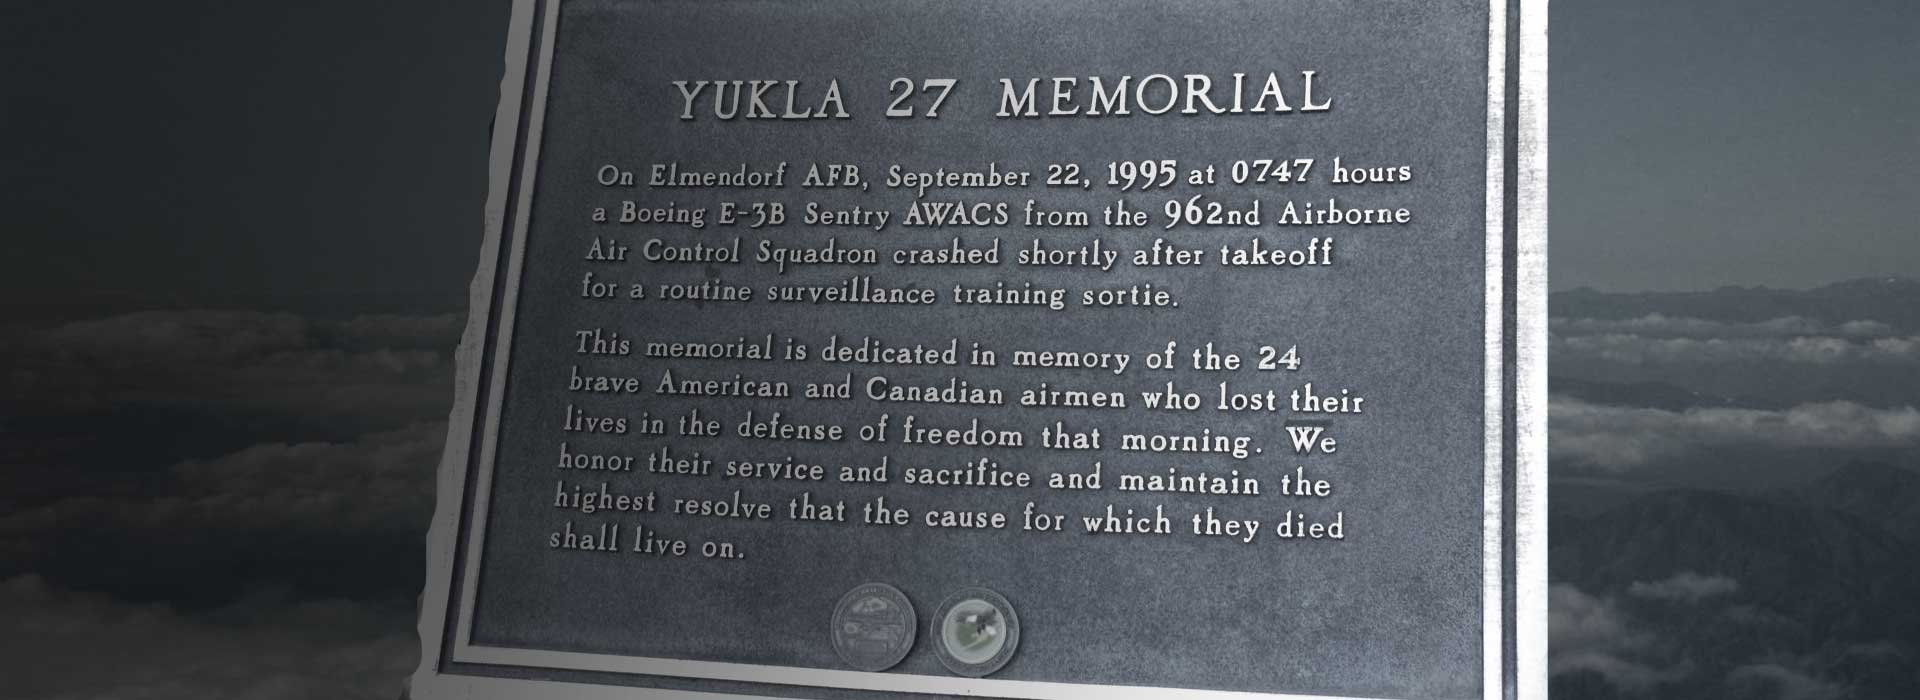 YUKLA 27 MEMORIAL
On Elmendorf AFB, September 22, 1995 at 0747 hours
a Boeing E-3B Sentry AWACS from the 962nd Airborne
Air Control Squadron crashed shortly after takeoff
for a routine surveillance training sortie.
This memorial is dedicated in memory of the 24
brave American and Canadian airmen who lost their
lives in the defense of freedom that morning. We
honor their service and sacrifice and maintain the
highest resolve that the cause for which they died
shall live on.